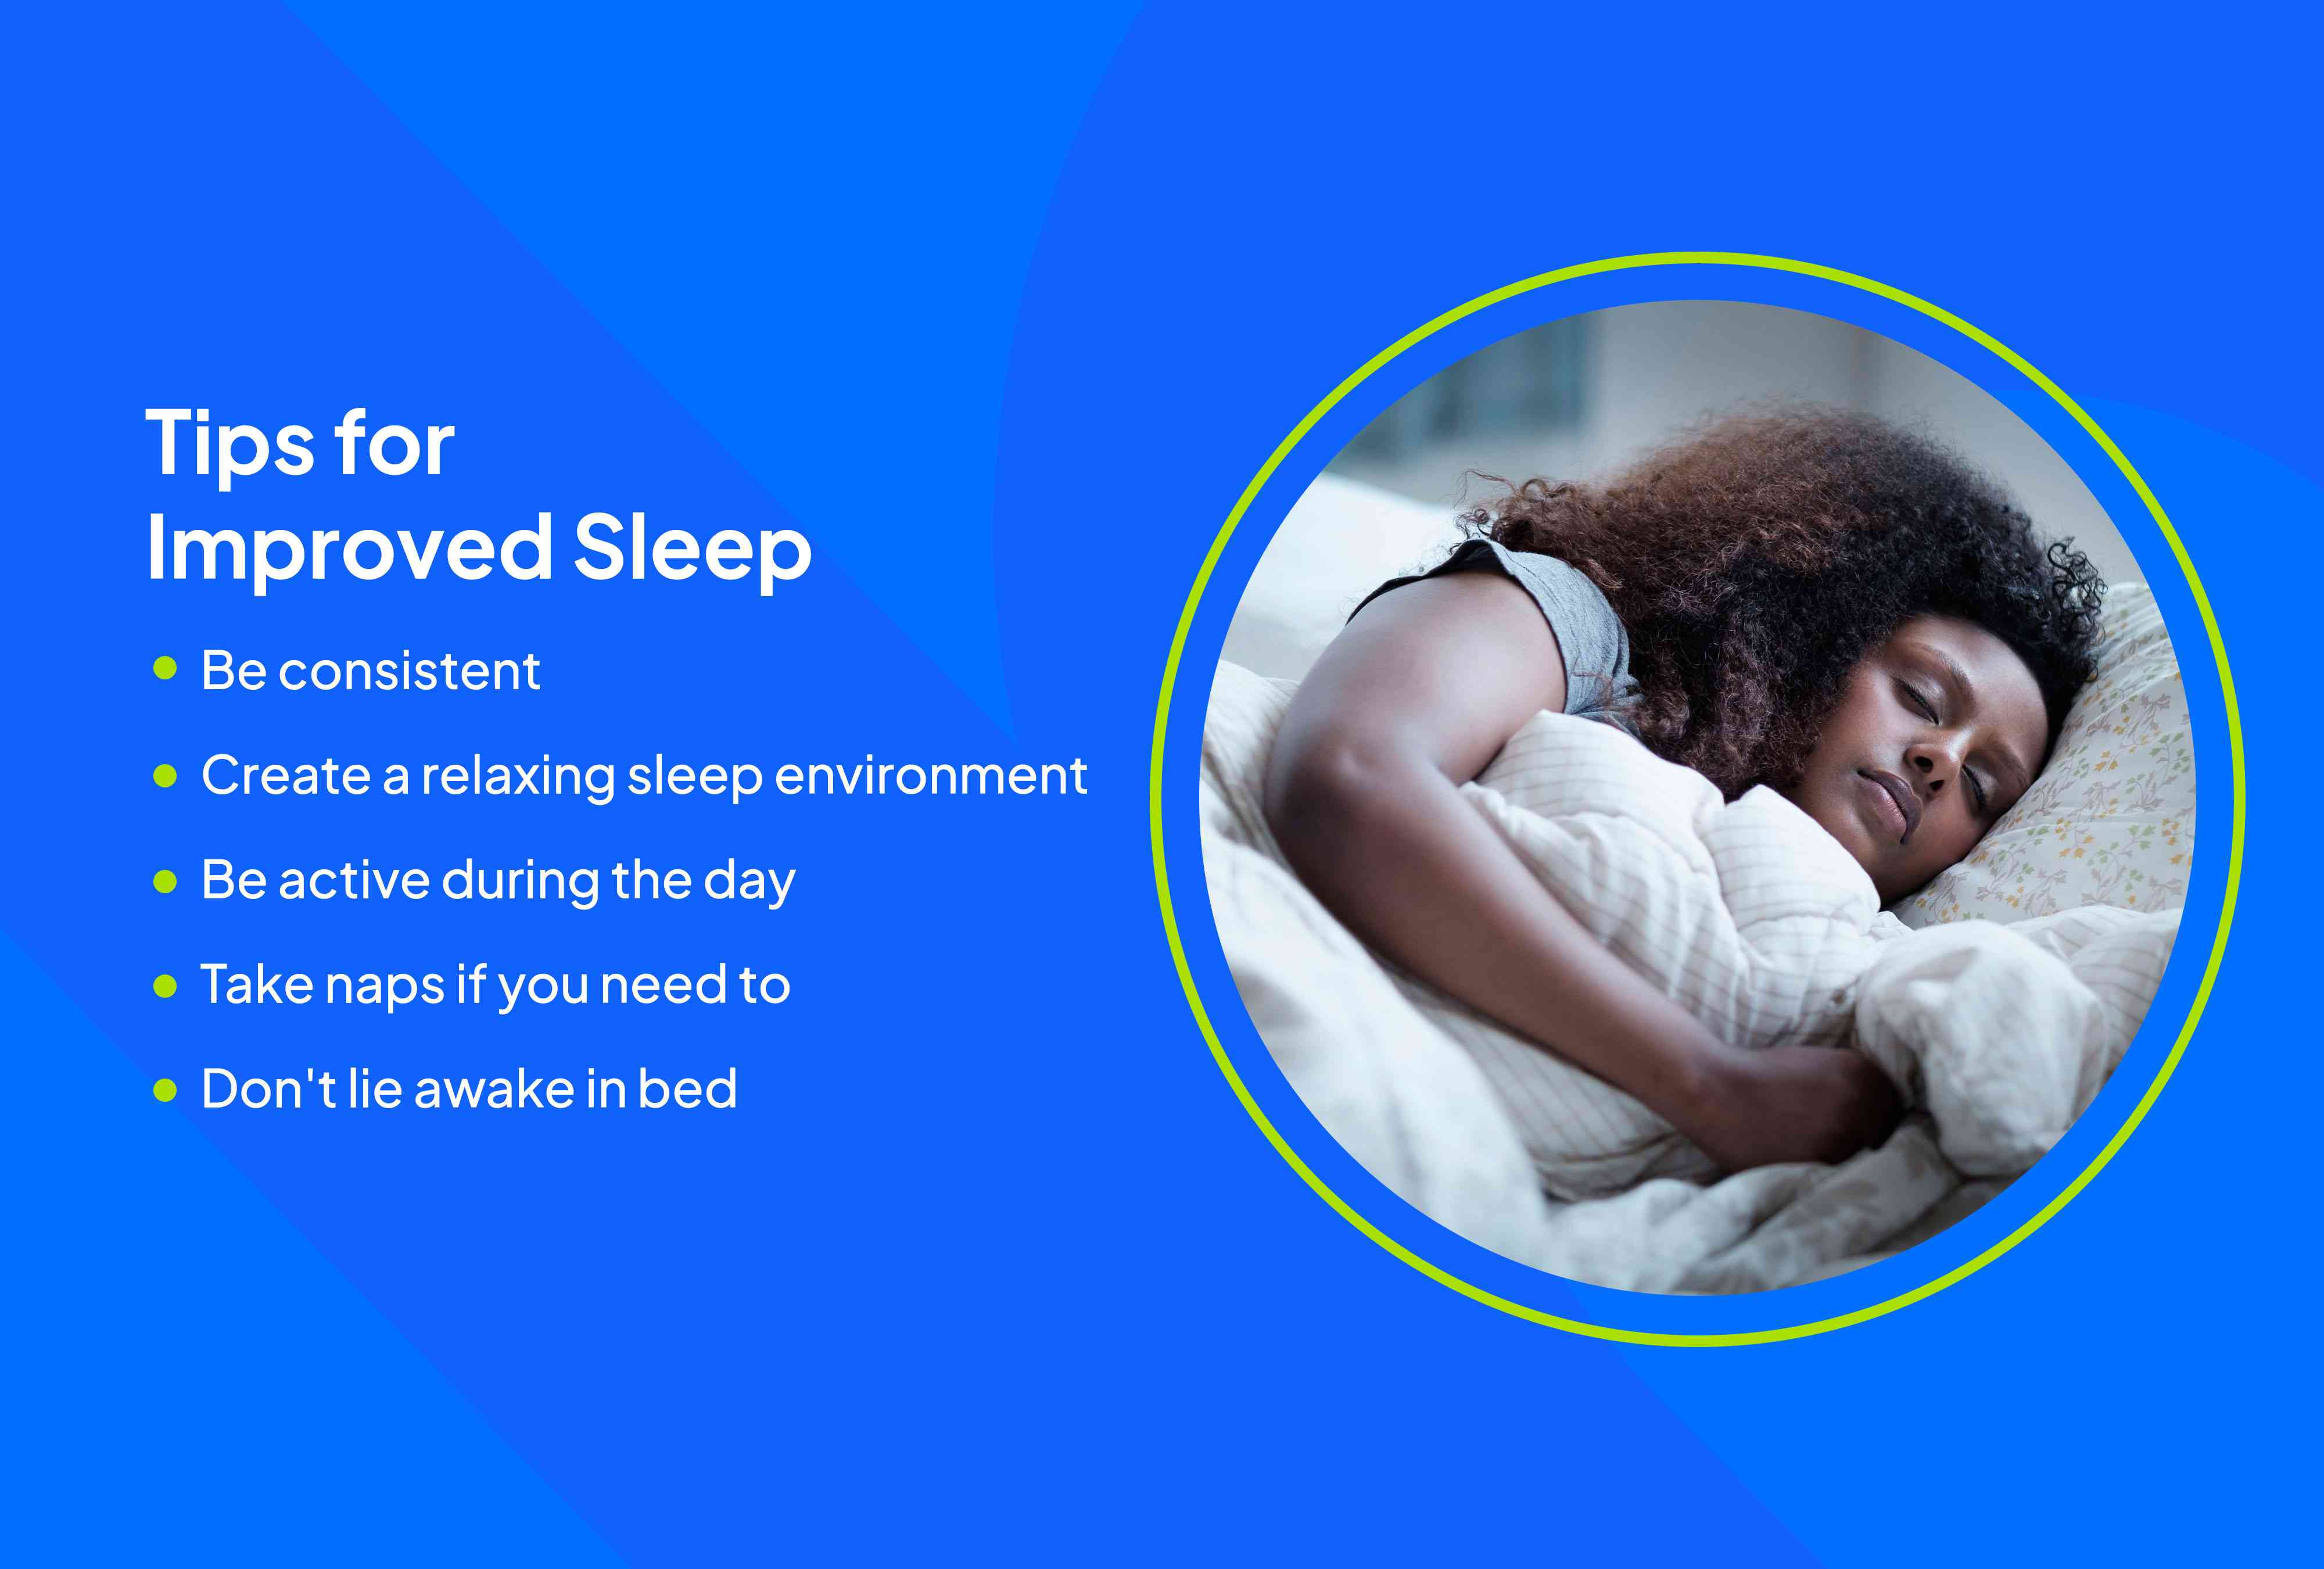 Tips for
Improved Sleep
Be consistent
Create a relaxing sleep environment
Be active during the day
Take naps if you need to
Don't lie awake in bed